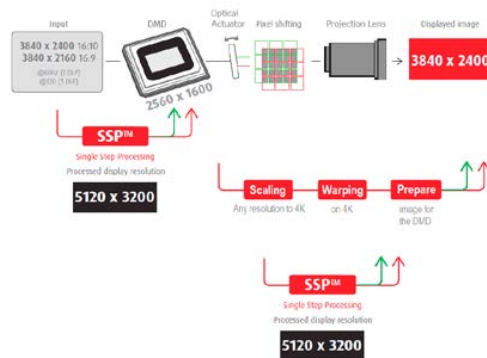 Input
DMD
Optical
Actuator
Pixel shifting
Projection Lens
Displayed image
3840 x 2400 16:10
3840 x 2160 16:9
2560 x 1600
3840 x 2400
SSP™
Single Step Processing
Processed display resolution
5120 x 3200
Scaling
Warping
Prepare
Any resolution to 4K
on 4K
image for
the DMD
SSP™
Single Step Processing
Processed display resolution
5120 x 3200